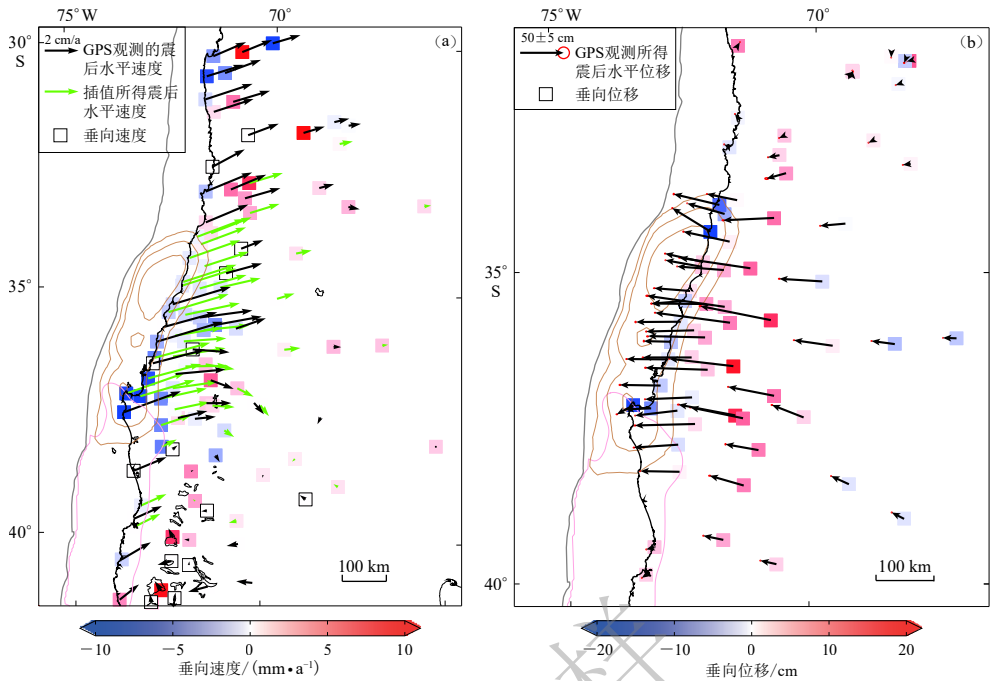 75°W
70°
30°
S
35°
40°
(a)
2 cm/a
GPS观测的震
后水平速度
插值所得震后
水平速度
垂向速度
100 km
−10
−5
0
5
10
垂向速度/(mm•a⁻¹)
75°W
70°
35°
S
40°
(b)
50±5 cm
GPS观测所得
震后水平位移
垂向位移
100 km
−20
−10
0
10
20
垂向位移/cm